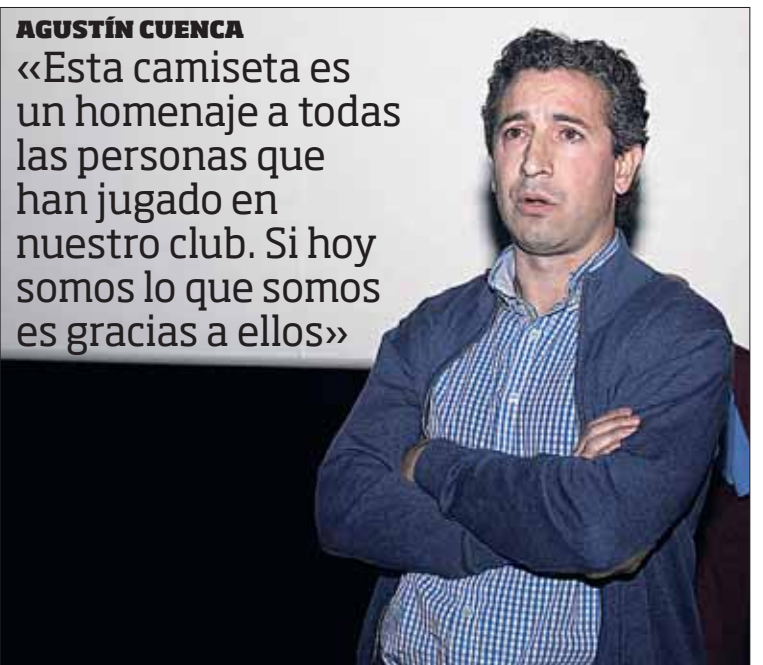 AGUSTÍN CUENCA
«Esta camiseta es
un homenaje a todas
las personas que
han jugado en
nuestro club. Si hoy
somos lo que somos
es gracias a ellos»